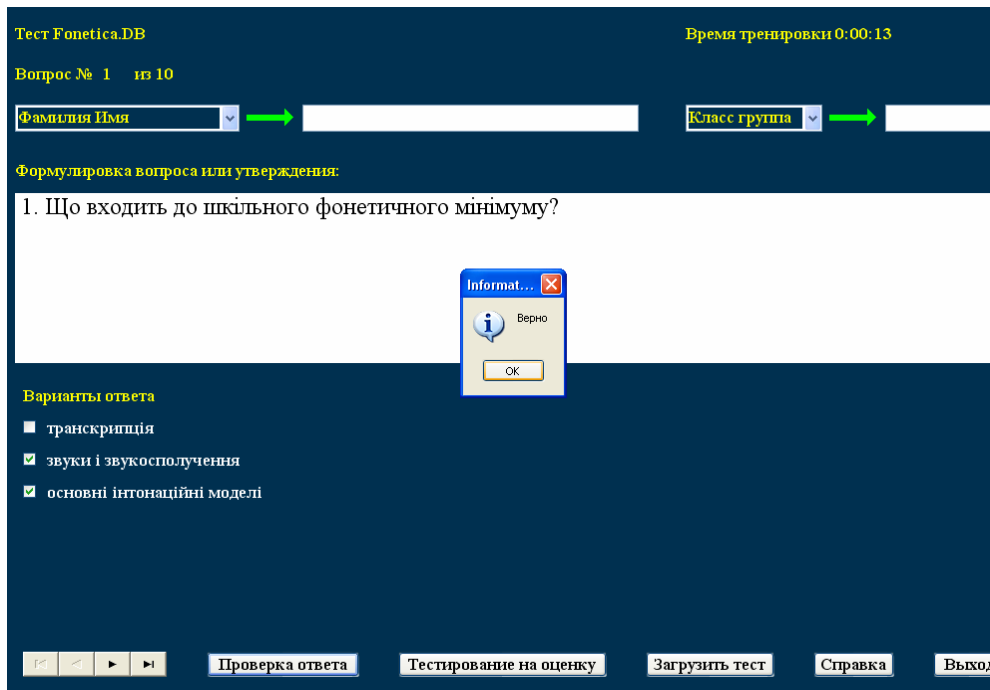 Тест Fonetica.DB Время тренировки 0:00:13
Вопрос № 1 из 10
Фамилия Имя Класс группа
Формулировка вопроса или утверждения:
1. Що входить до шкільного фонетичного мінімуму?
Informat...
Верно
OK
Варианты ответа
транскрипція
звуки і звукосполучення
основні інтонаційні моделі
Проверка ответа Тестирование на оценку Загрузить тест Справка Выход